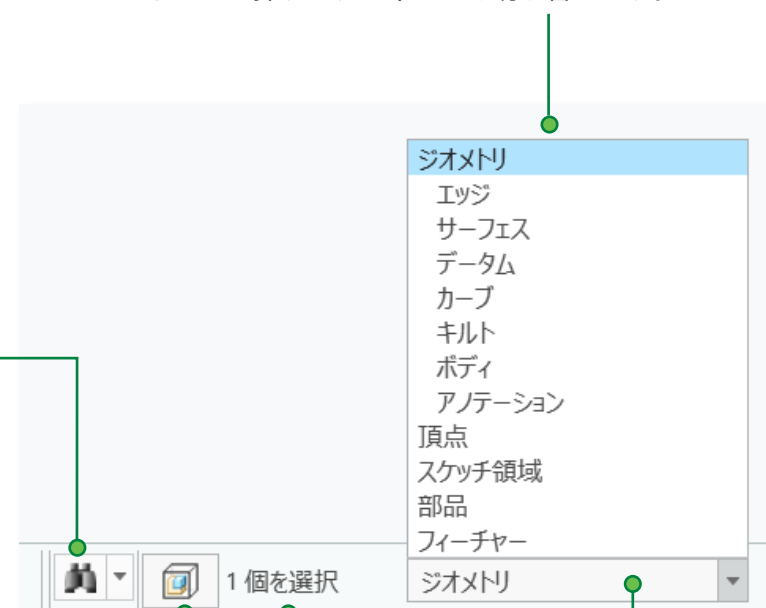 ジオメトリ
エッジ
サーフェス
データム
カーブ
キルト
ボディ
アノテーション
頂点
スケッチ領域
部品
フィーチャー
1 個を選択
ジオメトリ